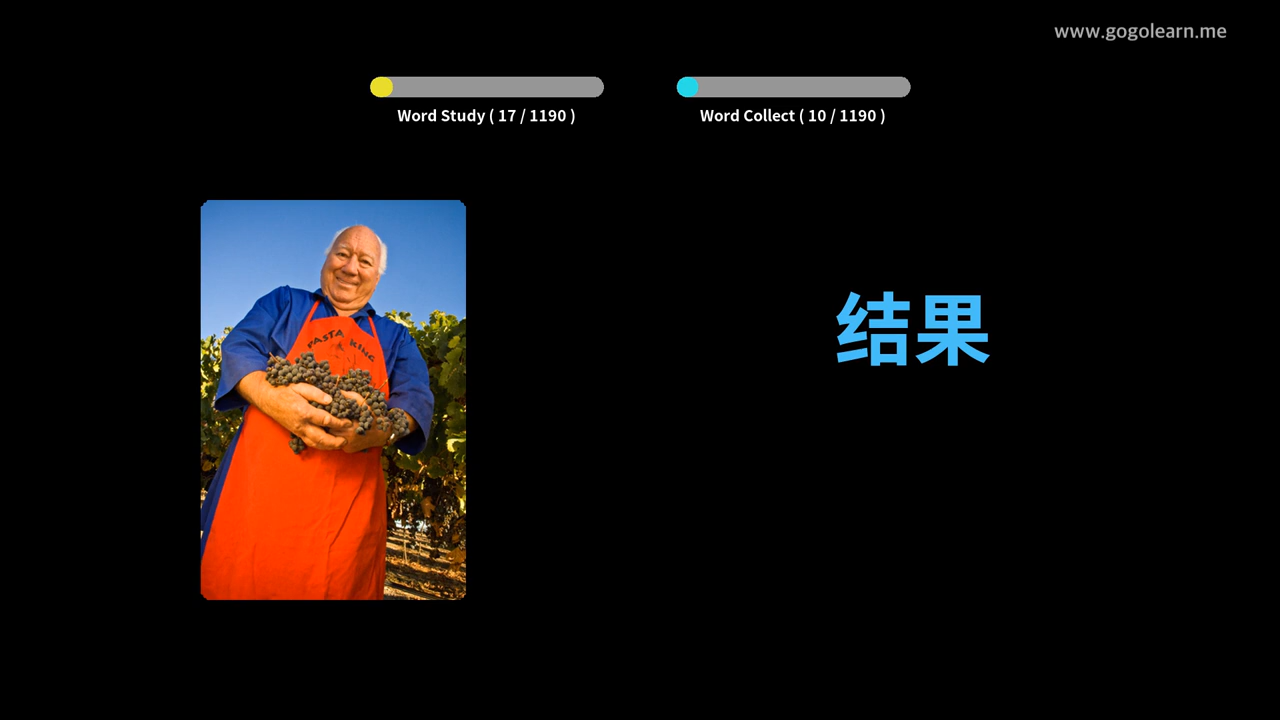 www.gogolearn.me
Word Study ( 17 / 1190 )
Word Collect ( 10 / 1190 )
PASTA KING
结果